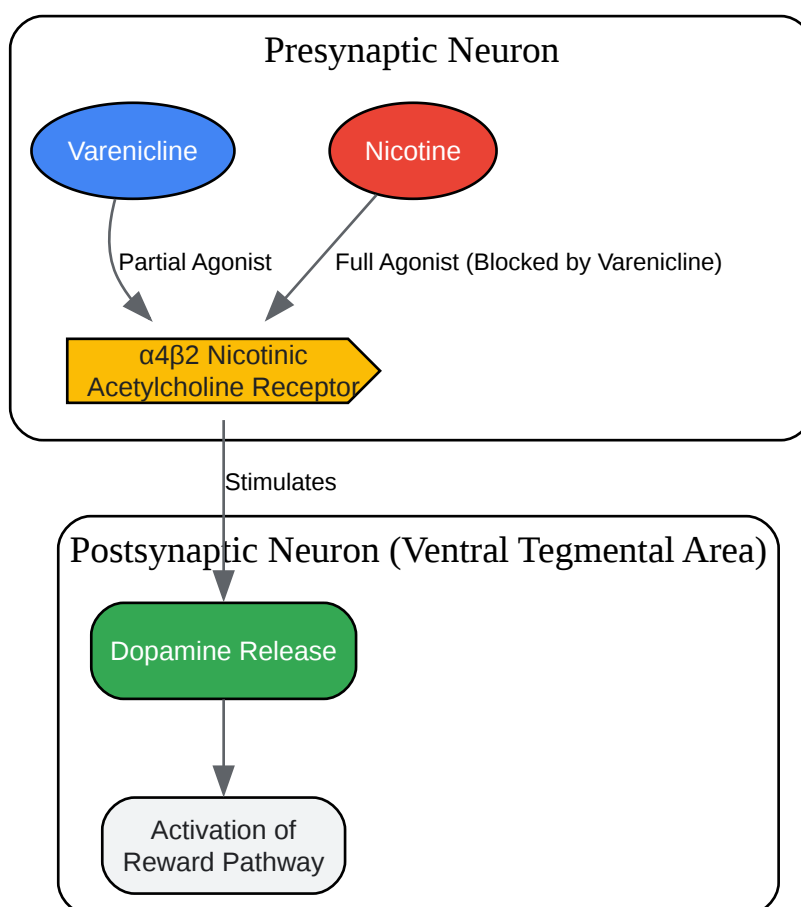 Presynaptic Neuron
Varenicline
Nicotine
Partial Agonist
Full Agonist (Blocked by Varenicline)
α4β2 Nicotinic
Acetylcholine Receptor
Stimulates
Postsynaptic Neuron (Ventral Tegmental Area)
Dopamine Release
Activation of
Reward Pathway